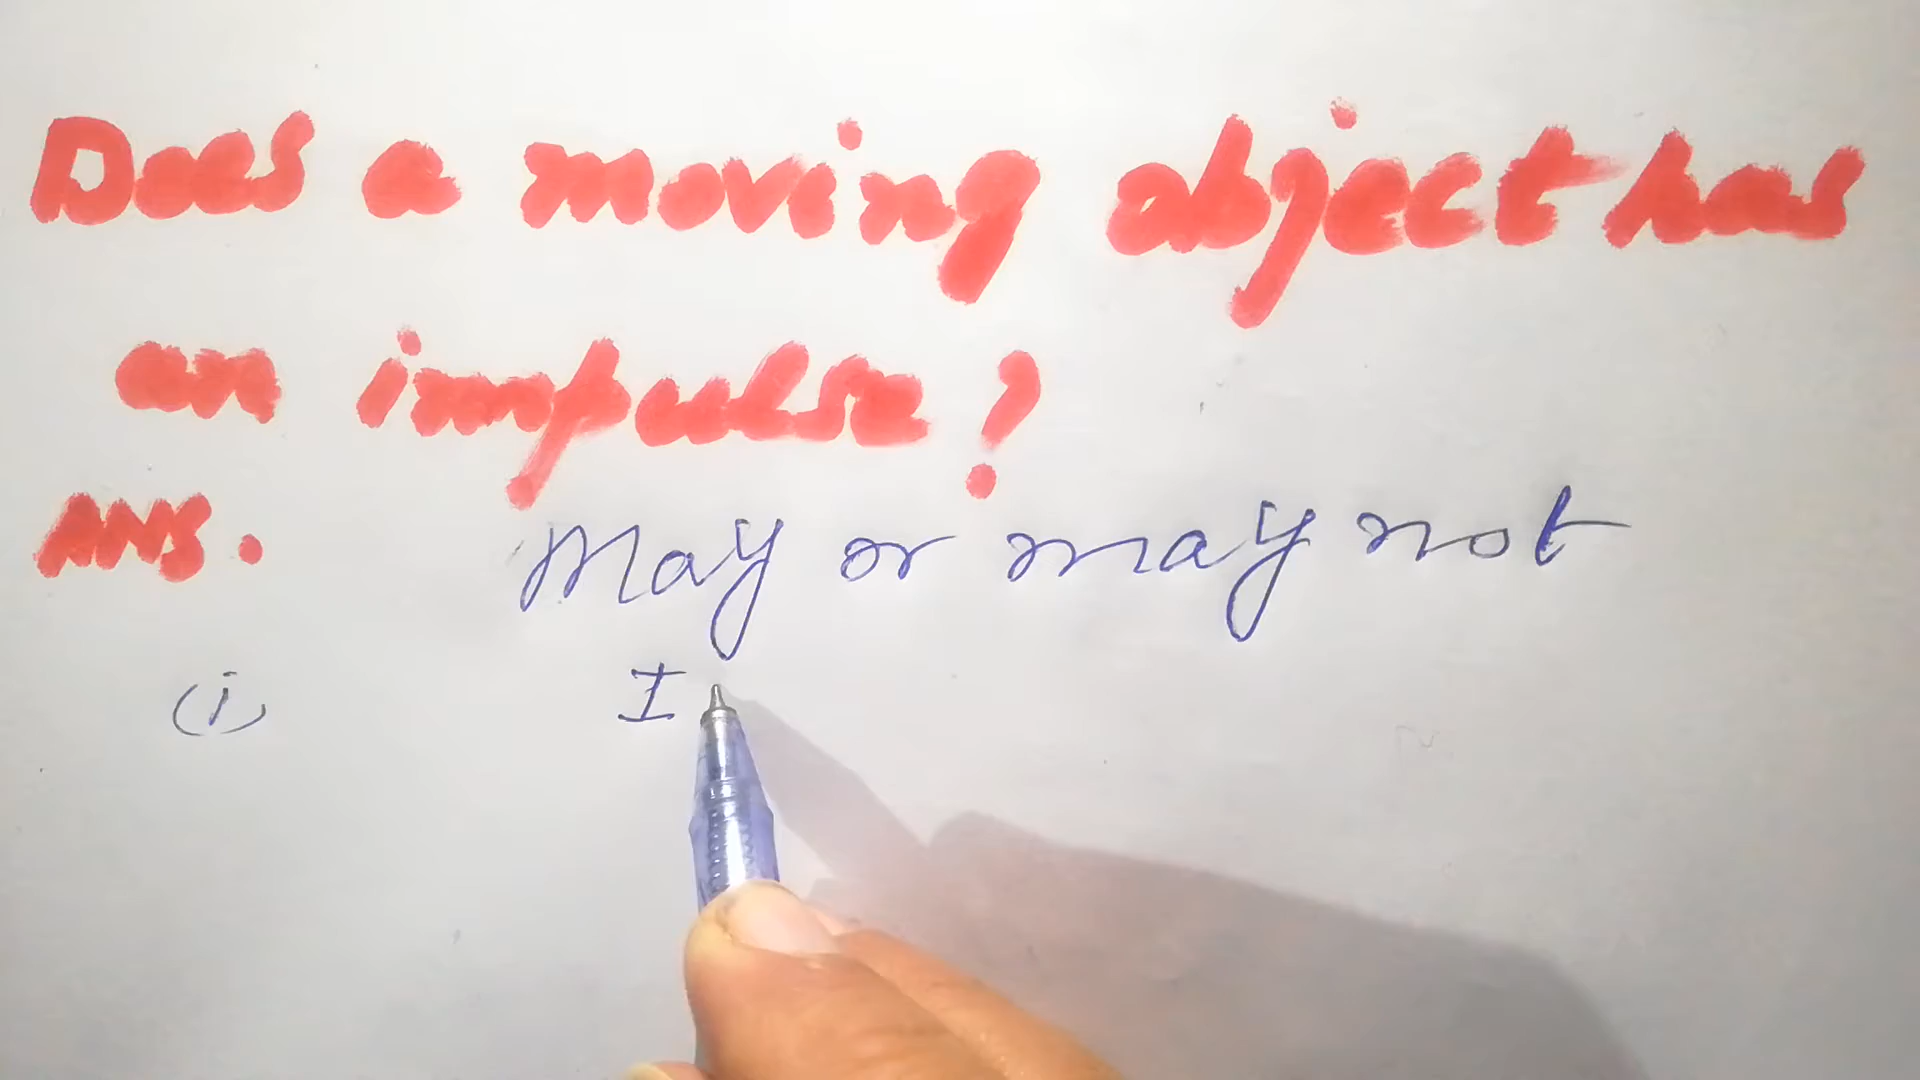 Does a moving object has
an impulse?
ANS. May or may not
(i) I